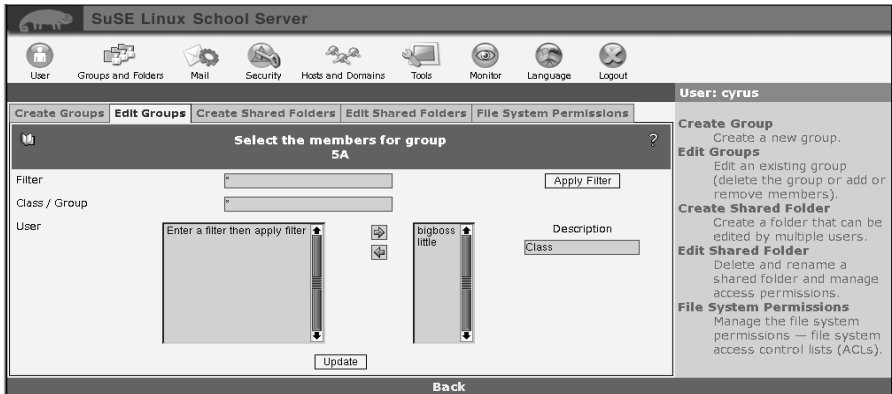 SuSE Linux School Server
User Groups and Folders Mail Security Hosts and Domains Tools Monitor Language Logout
User: cyrus
Create Groups Edit Groups Create Shared Folders Edit Shared Folders File System Permissions
Select the members for group ?
5A
Filter * Apply Filter
Class / Group *
User
Enter a filter then apply filter
bigboss
little
Description
Class
Update
Back
Create Group
Create a new group.
Edit Groups
Edit an existing group
(delete the group or add or
remove members).
Create Shared Folder
Create a folder that can be
edited by multiple users.
Edit Shared Folder
Delete and rename a
shared folder and manage
access permissions.
File System Permissions
Manage the file system
permissions — file system
access control lists (ACLs).